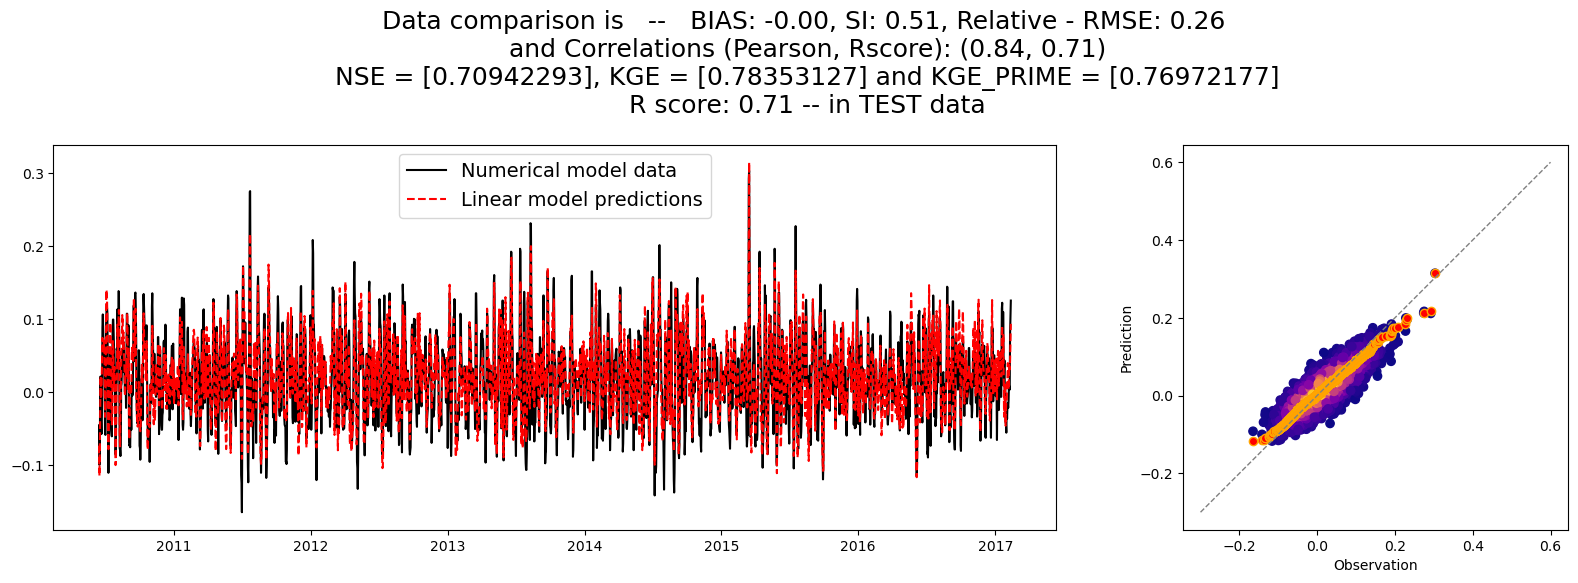 Data comparison is   --   BIAS: -0.00, SI: 0.51, Relative - RMSE: 0.26
and Correlations (Pearson, Rscore): (0.84, 0.71)
NSE = [0.70942293], KGE = [0.78353127] and KGE_PRIME = [0.76972177]
R score: 0.71 -- in TEST data
Numerical model data
Linear model predictions
0.3
0.2
0.1
0.0
−0.1
2011
2012
2013
2014
2015
2016
2017
Prediction
0.6
0.4
0.2
0.0
−0.2
−0.2
0.0
0.2
0.4
0.6
Observation